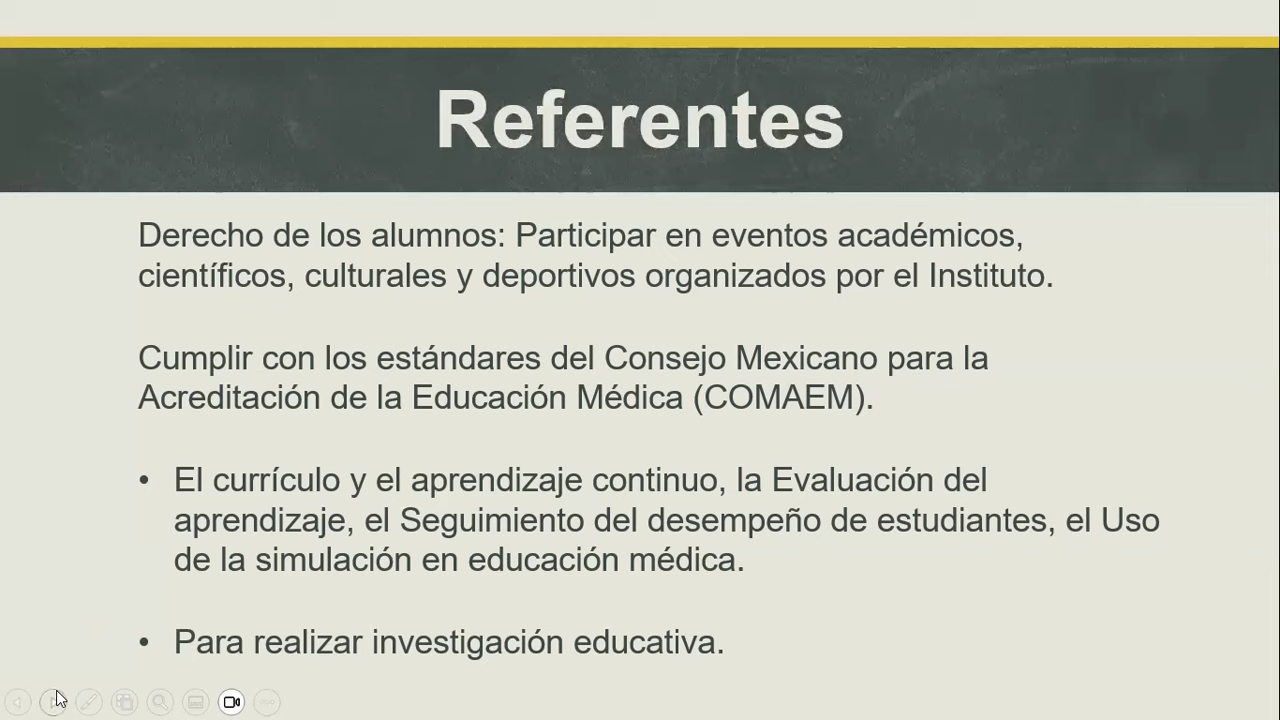 Referentes
Derecho de los alumnos: Participar en eventos académicos,
científicos, culturales y deportivos organizados por el Instituto.
Cumplir con los estándares del Consejo Mexicano para la
Acreditación de la Educación Médica (COMAEM).
• El currículo y el aprendizaje continuo, la Evaluación del
aprendizaje, el Seguimiento del desempeño de estudiantes, el Uso
de la simulación en educación médica.
• Para realizar investigación educativa.